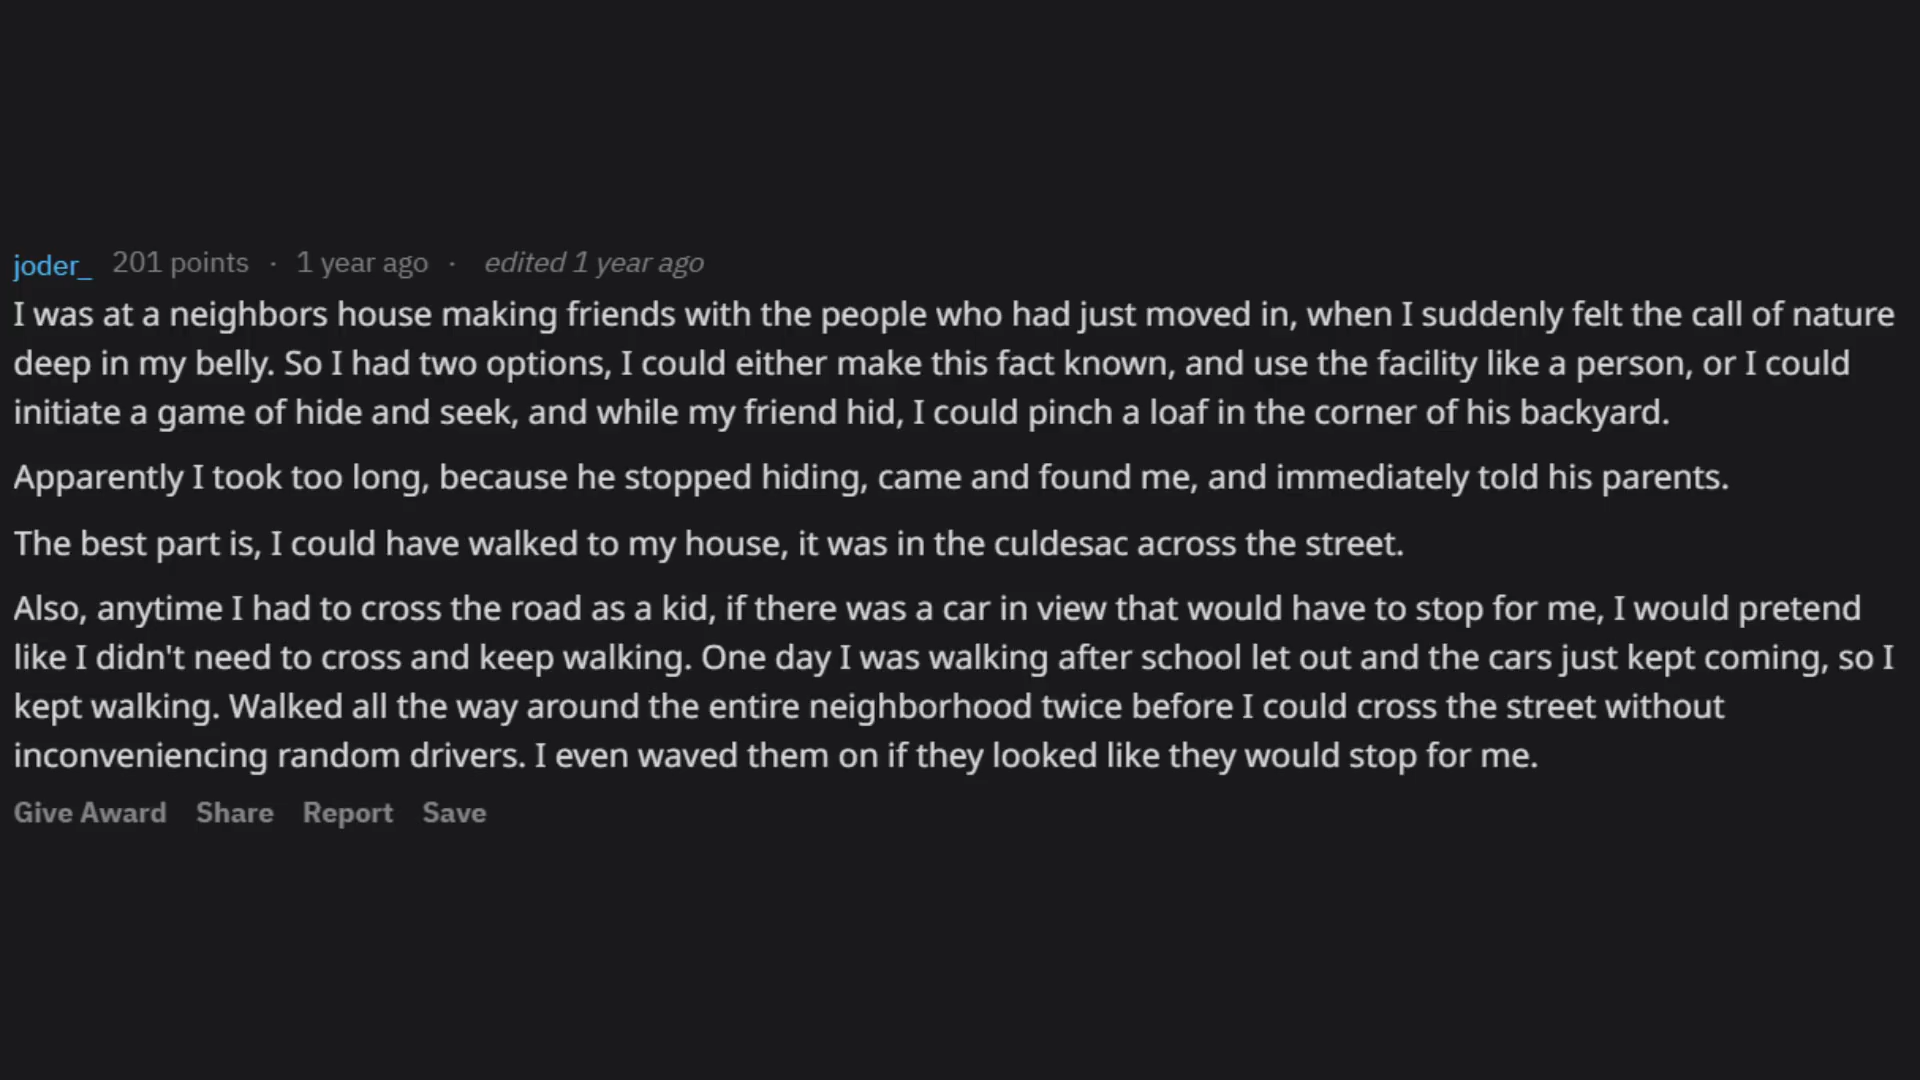 joder_ 201 points · 1 year ago · edited 1 year ago
I was at a neighbors house making friends with the people who had just moved in, when I suddenly felt the call of nature
deep in my belly. So I had two options, I could either make this fact known, and use the facility like a person, or I could
initiate a game of hide and seek, and while my friend hid, I could pinch a loaf in the corner of his backyard.
Apparently I took too long, because he stopped hiding, came and found me, and immediately told his parents.
The best part is, I could have walked to my house, it was in the culdesac across the street.
Also, anytime I had to cross the road as a kid, if there was a car in view that would have to stop for me, I would pretend
like I didn't need to cross and keep walking. One day I was walking after school let out and the cars just kept coming, so I
kept walking. Walked all the way around the entire neighborhood twice before I could cross the street without
inconveniencing random drivers. I even waved them on if they looked like they would stop for me.
Give Award Share Report Save